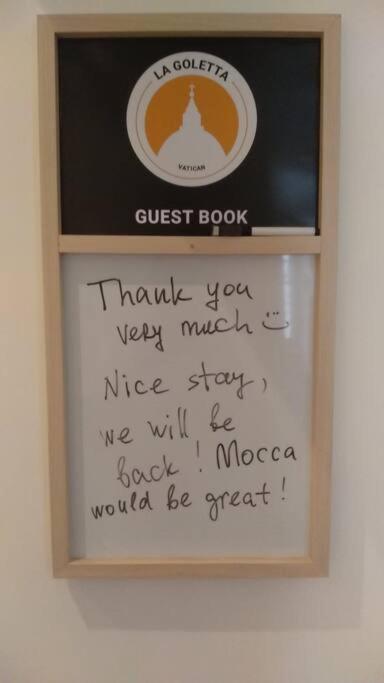 LA GOLETTA
VATICAN
GUEST BOOK
Thank you
very much :)
Nice stay,
we will be
back! Mocca
would be great!